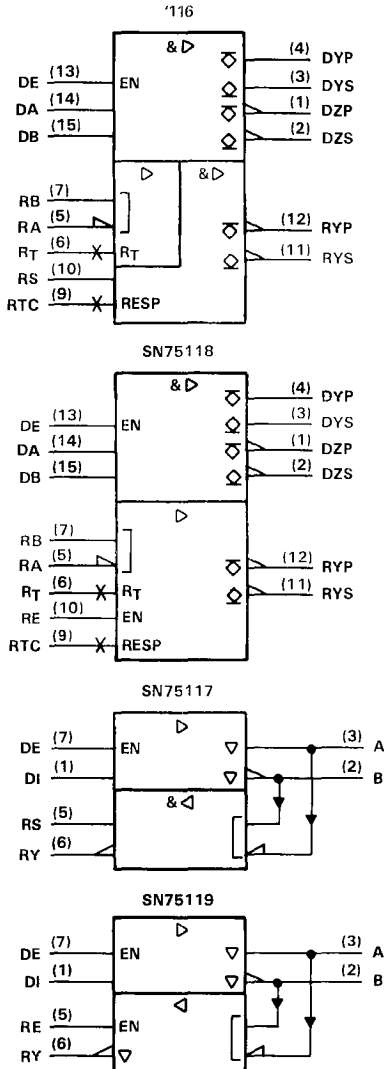 '116
& ▷
DE (13) EN (4) DYP
DA (14) (3) DYS
DB (15) (1) DZP
(2) DZS
▷ & ▷
RB (7)
RA (5) (12) RYP
RT (6) RT (11) RYS
RS (10)
RTC (9) RESP
SN75118
& ▷
DE (13) EN (4) DYP
DA (14) (3) DYS
DB (15) (1) DZP
(2) DZS
▷
RB (7)
RA (5) (12) RYP
RT (6) RT (11) RYS
RE (10) EN
RTC (9) RESP
SN75117
▷
DE (7) EN ▽ (3) A
DI (1) ▽ (2) B
& ◁
RS (5)
RY (6)
SN75119
▷
DE (7) EN ▽ (3) A
DI (1) ▽ (2) B
◁
RE (5) EN
RY (6) ▽